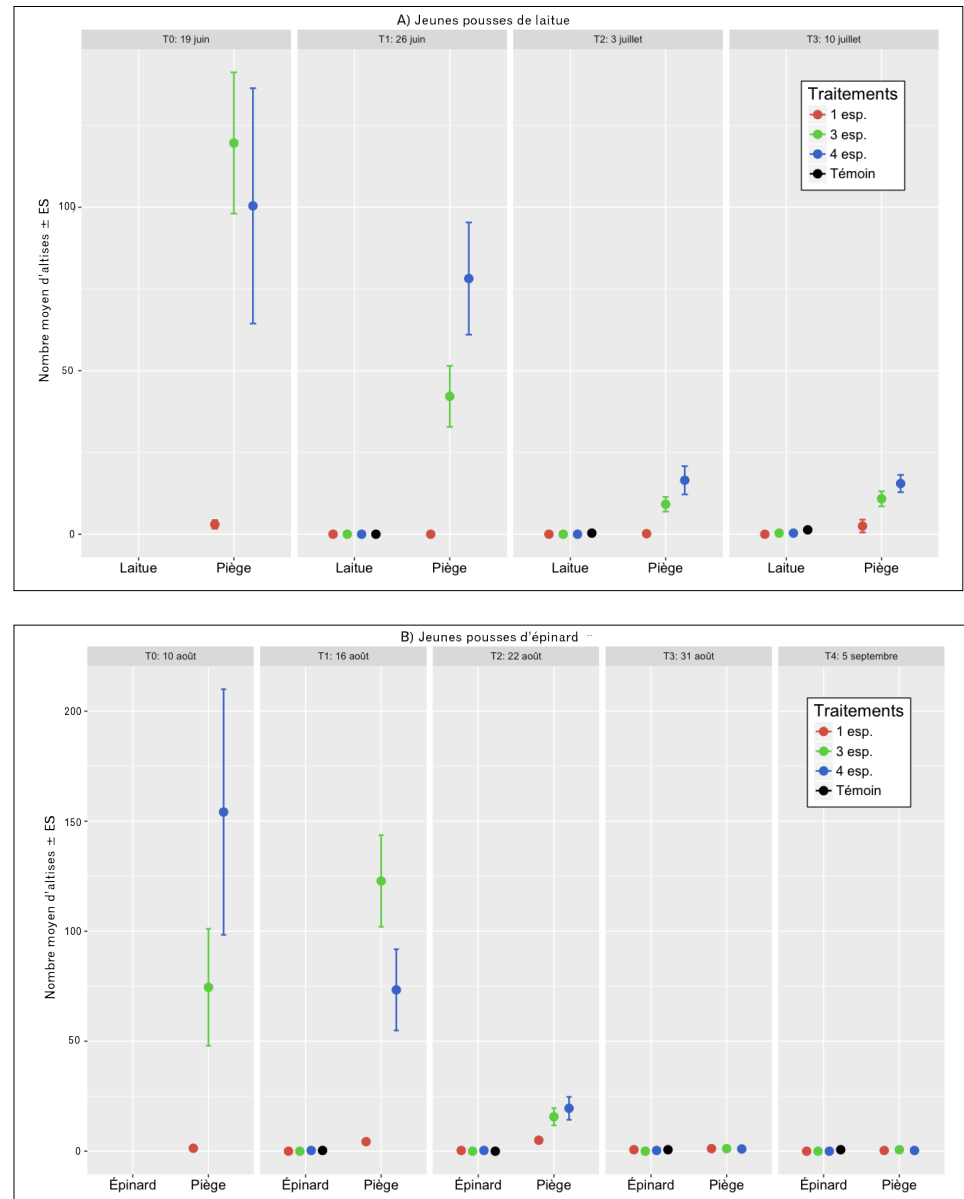 A) Jeunes pousses de laitue
T0: 19 juin T1: 26 juin T2: 3 juillet T3: 10 juillet
Nombre moyen d'altises ± ES
100
50
0
Traitements
1 esp.
3 esp.
4 esp.
Témoin
Laitue Piège Laitue Piège Laitue Piège Laitue Piège
B) Jeunes pousses d'épinard
T0: 10 août T1: 16 août T2: 22 août T3: 31 août T4: 5 septembre
Nombre moyen d'altises ± ES
200
150
100
50
0
Traitements
1 esp.
3 esp.
4 esp.
Témoin
Épinard Piège Épinard Piège Épinard Piège Épinard Piège Épinard Piège